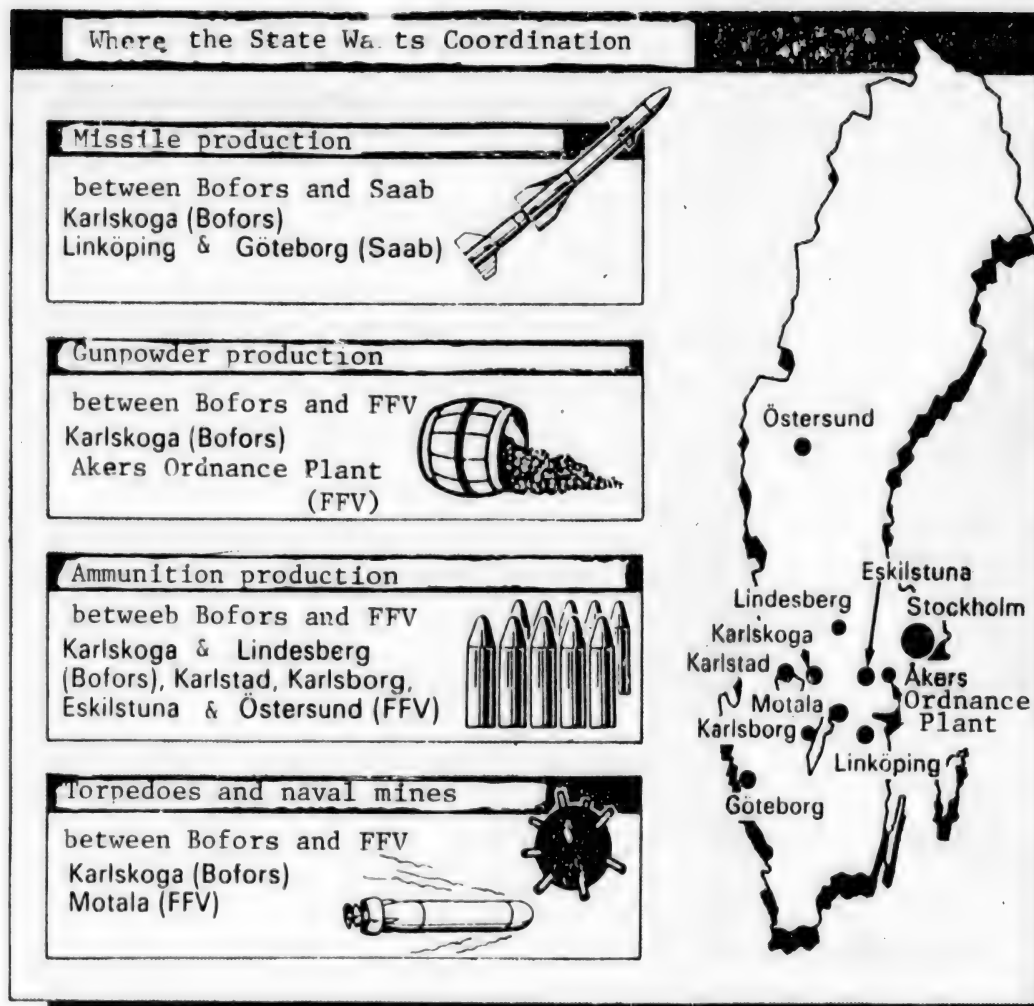 Where the State Wa ts Coordination
Missile production
between Bofors and Saab
Karlskoga (Bofors)
Linköping & Göteborg (Saab)
Gunpowder production
between Bofors and FFV
Karlskoga (Bofors)
Akers Ordnance Plant
(FFV)
Ammunition production
betweeb Bofors and FFV
Karlskoga & Lindesberg
(Bofors), Karlstad, Karlsborg,
Eskilstuna & Östersund (FFV)
Torpedoes and naval mines
between Bofors and FFV
Karlskoga (Bofors)
Motala (FFV)
Östersund
Eskilstuna
Lindesberg
Stockholm
Karlskoga
Karlstad
Åkers
Ordnance
Plant
Motala
Karlsborg
Linköping
Göteborg